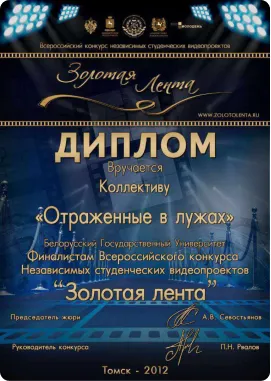 Всероссийский конкурс независимых студенческих видеопроектов
Золотая Лента
WWW.ZOLOTOLENTA.RU
ДИПЛОМ
Вручается
Коллективу
«Отраженные в лужах»
Белорусский Государственный Университет
Финалистам Всероссийского конкурса
Независимых студенческих видеопроектов
“Золотая лента”
Председатель жюри А.В. Севостьянов
Руководитель конкурса П.Н. Рвалов
Томск - 2012